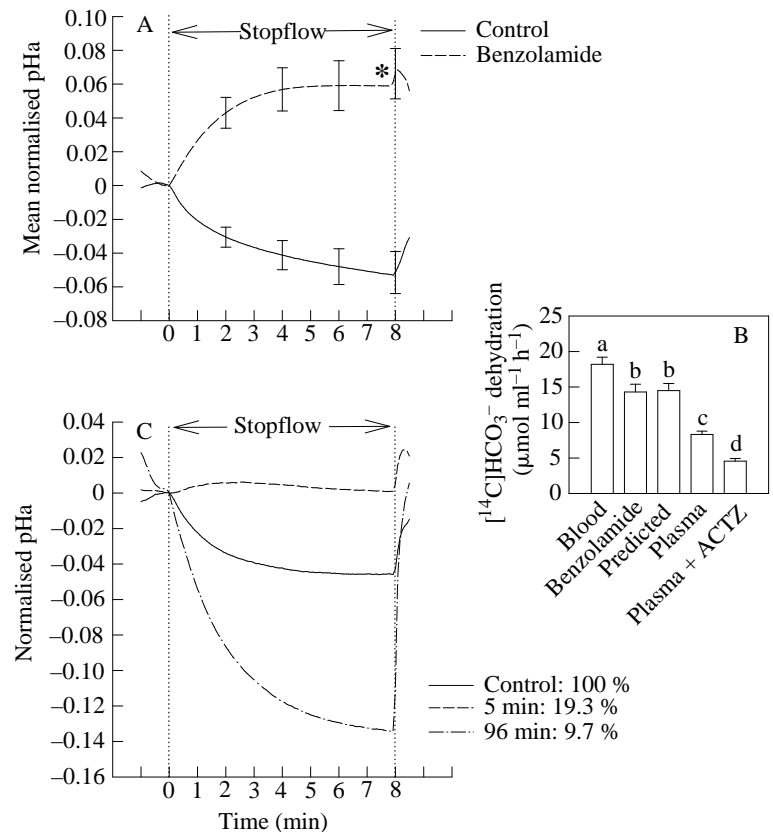 A
Stopflow
Control
Benzolamide
*
Mean normalised pHa
0.10
0.08
0.06
0.04
0.02
0
–0.02
–0.04
–0.06
–0.08
0 1 2 3 4 5 6 7 8
B
[¹⁴C]HCO₃⁻ dehydration
(μmol ml⁻¹ h⁻¹)
25
20
15
10
5
0
a
b
b
c
d
Blood
Benzolamide
Predicted
Plasma
Plasma + ACTZ
C
Stopflow
Normalised pHa
0.04
0.02
0
–0.02
–0.04
–0.06
–0.08
–0.10
–0.12
–0.14
–0.16
0 1 2 3 4 5 6 7 8
Time (min)
Control: 100 %
5 min: 19.3 %
96 min: 9.7 %